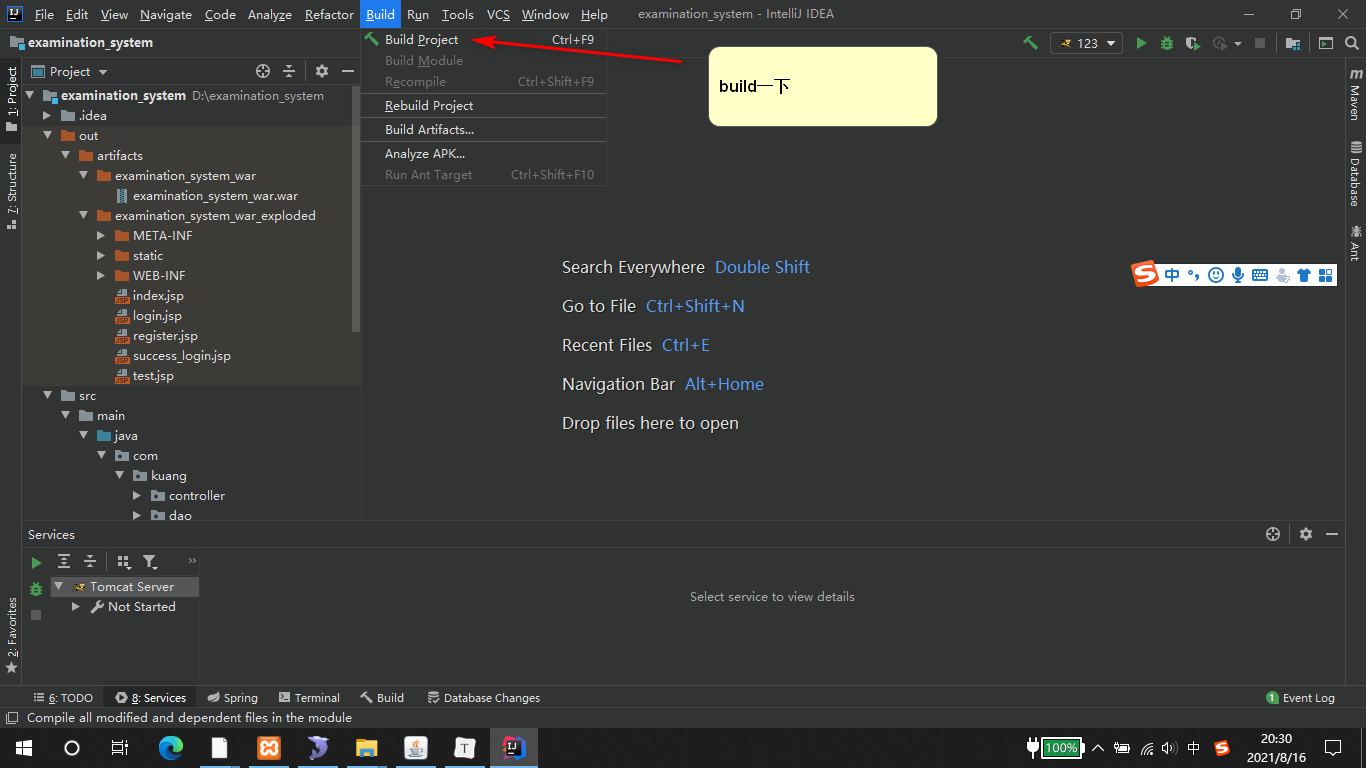 File Edit View Navigate Code Analyze Refactor Build Run Tools VCS Window Help examination_system - IntelliJ IDEA
examination_system
123
Build Project Ctrl+F9
Build Module
Recompile Ctrl+Shift+F9
Rebuild Project
Build Artifacts...
Analyze APK...
Run Ant Target Ctrl+Shift+F10
build一下
1: Project
7: Structure
2: Favorites
Project
examination_system D:\examination_system
.idea
out
artifacts
examination_system_war
examination_system_war.war
examination_system_war_exploded
META-INF
static
WEB-INF
index.jsp
login.jsp
register.jsp
success_login.jsp
test.jsp
src
main
java
com
kuang
controller
dao
Search Everywhere Double Shift
Go to File Ctrl+Shift+N
Recent Files Ctrl+E
Navigation Bar Alt+Home
Drop files here to open
Maven
Database
Ant
中
Services
Tomcat Server
Not Started
Select service to view details
6: TODO 8: Services Spring Terminal Build Database Changes 1 Event Log
Compile all modified and dependent files in the module
100% 中 20:30
2021/8/16